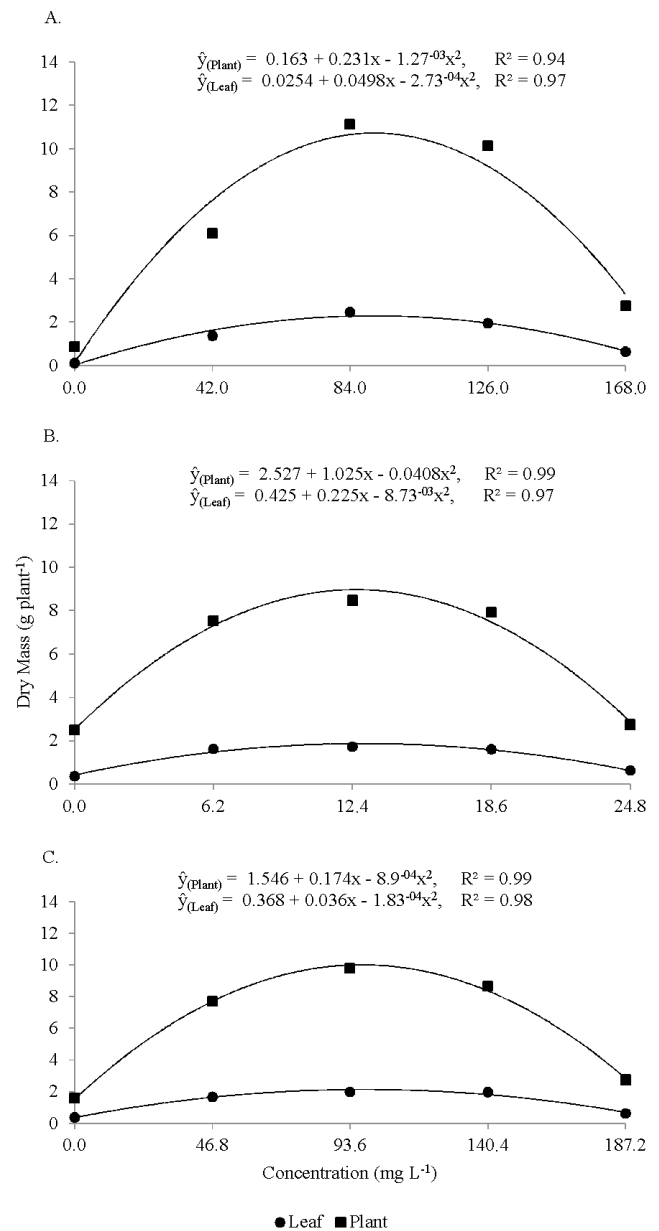 A.
ŷ(Plant) = 0.163 + 0.231x - 1.27⁻⁰³x², R² = 0.94
ŷ(Leaf) = 0.0254 + 0.0498x - 2.73⁻⁰⁴x², R² = 0.97
14
12
10
8
6
4
2
0
0.0 42.0 84.0 126.0 168.0
B.
ŷ(Plant) = 2.527 + 1.025x - 0.0408x², R² = 0.99
ŷ(Leaf) = 0.425 + 0.225x - 8.73⁻⁰³x², R² = 0.97
Dry Mass (g plant⁻¹)
14
12
10
8
6
4
2
0
0.0 6.2 12.4 18.6 24.8
C.
ŷ(Plant) = 1.546 + 0.174x - 8.9⁻⁰⁴x², R² = 0.99
ŷ(Leaf) = 0.368 + 0.036x - 1.83⁻⁰⁴x², R² = 0.98
14
12
10
8
6
4
2
0
0.0 46.8 93.6 140.4 187.2
Concentration (mg L⁻¹)
Leaf Plant